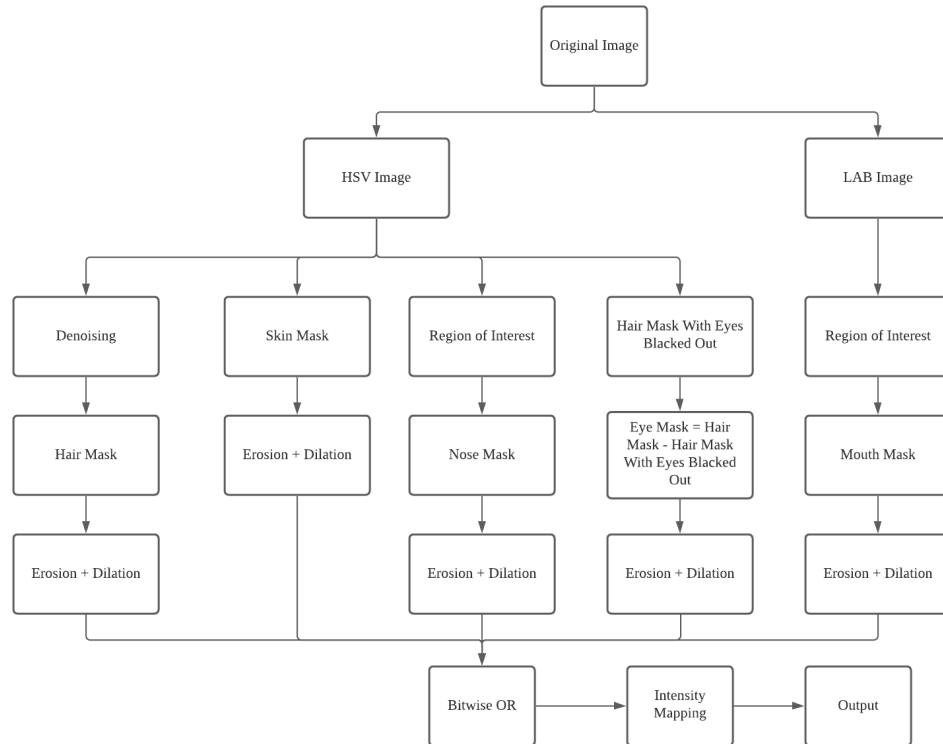 Original Image
HSV Image
LAB Image
Denoising
Skin Mask
Region of Interest
Hair Mask With Eyes
Blacked Out
Region of Interest
Hair Mask
Erosion + Dilation
Nose Mask
Eye Mask = Hair
Mask - Hair Mask
With Eyes Blacked
Out
Mouth Mask
Erosion + Dilation
Erosion + Dilation
Erosion + Dilation
Erosion + Dilation
Bitwise OR
Intensity
Mapping
Output